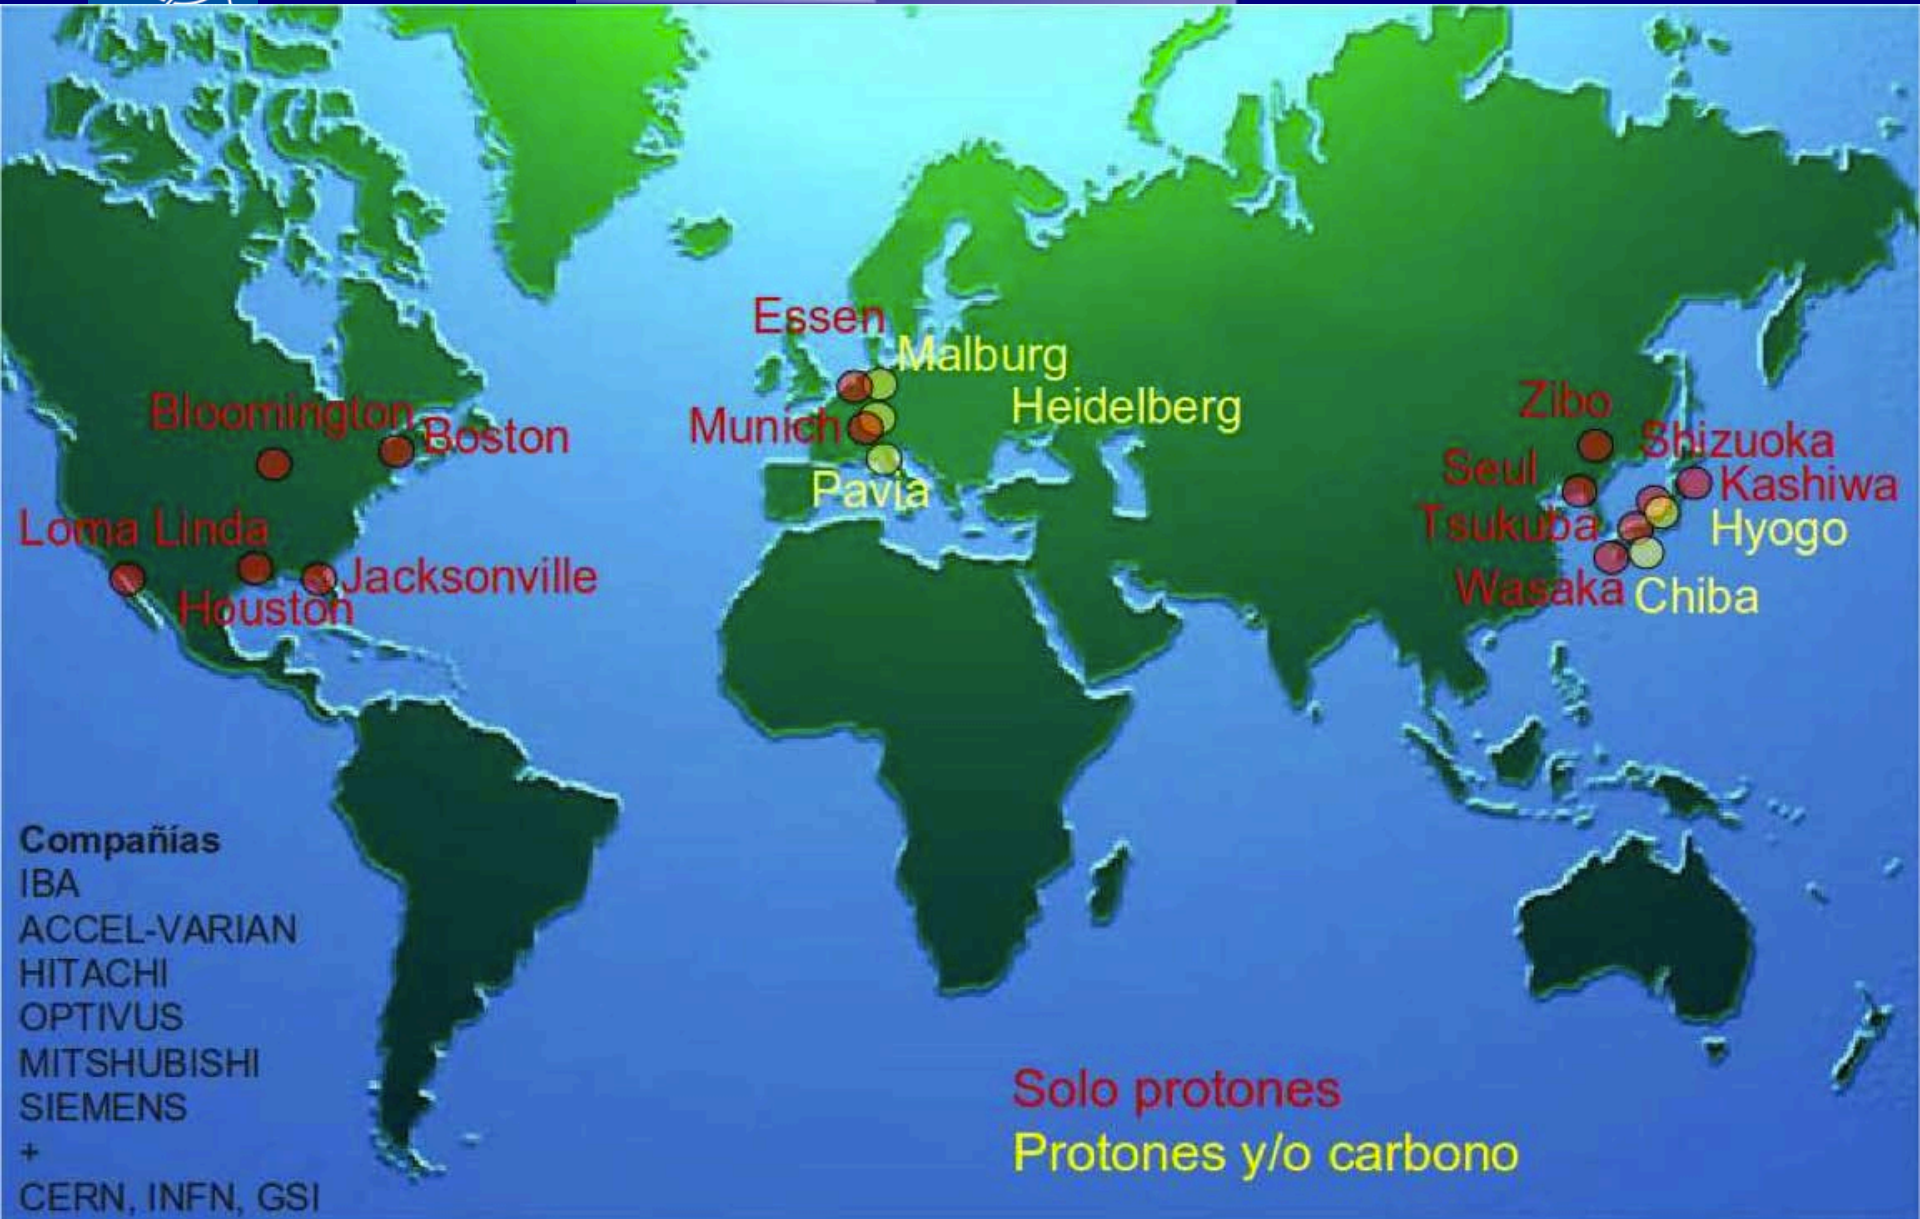 Essen
Malburg
Bloomington
Boston
Munich
Heidelberg
Zibo
Shizuoka
Seul
Kashiwa
Pavia
Loma Linda
Tsukuba
Hyogo
Jacksonville
Houston
Wasaka
Chiba
Compañías
IBA
ACCEL-VARIAN
HITACHI
OPTIVUS
MITSHUBISHI
SIEMENS
+
CERN, INFN, GSI
Solo protones
Protones y/o carbono